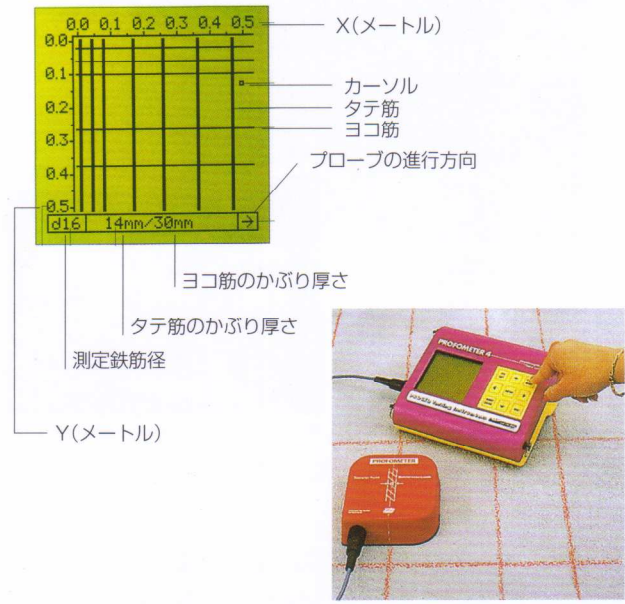 0.0 0.1 0.2 0.3 0.4 0.5
X(メートル)
0.0
0.1
カーソル
0.2
タテ筋
ヨコ筋
0.3
プローブの進行方向
0.4
0.5
d16 14mm/30mm →
ヨコ筋のかぶり厚さ
タテ筋のかぶり厚さ
測定鉄筋径
Y(メートル)
PROFOMETER 4
PROFOMETER